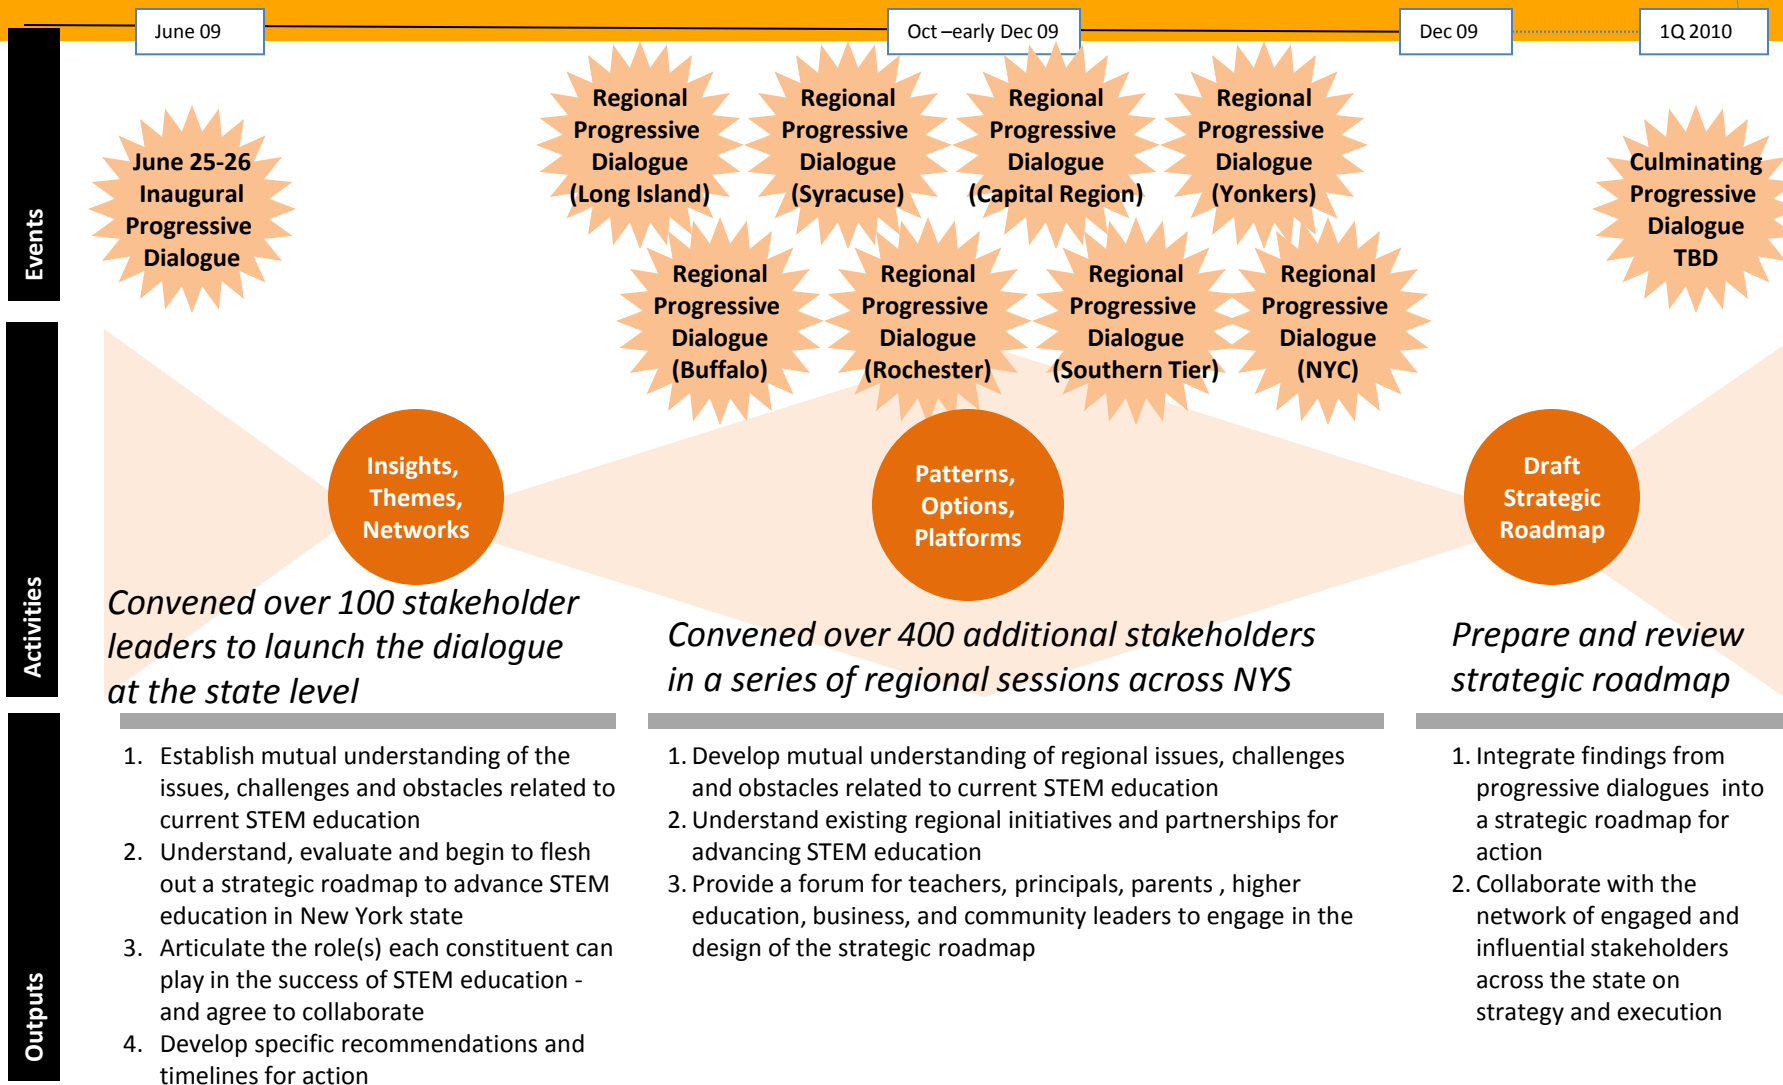 June 09
Oct –early Dec 09
Dec 09
1Q 2010
Events
June 25-26
Inaugural
Progressive
Dialogue
Regional
Progressive
Dialogue
(Long Island)
Regional
Progressive
Dialogue
(Syracuse)
Regional
Progressive
Dialogue
(Capital Region)
Regional
Progressive
Dialogue
(Yonkers)
Regional
Progressive
Dialogue
(Buffalo)
Regional
Progressive
Dialogue
(Rochester)
Regional
Progressive
Dialogue
(Southern Tier)
Regional
Progressive
Dialogue
(NYC)
Culminating
Progressive
Dialogue
TBD
Activities
Insights,
Themes,
Networks
Patterns,
Options,
Platforms
Draft
Strategic
Roadmap
Convened over 100 stakeholder
leaders to launch the dialogue
at the state level
Convened over 400 additional stakeholders
in a series of regional sessions across NYS
Prepare and review
strategic roadmap
Outputs
1. Establish mutual understanding of the
issues, challenges and obstacles related to
current STEM education
2. Understand, evaluate and begin to flesh
out a strategic roadmap to advance STEM
education in New York state
3. Articulate the role(s) each constituent can
play in the success of STEM education -
and agree to collaborate
4. Develop specific recommendations and
timelines for action
1. Develop mutual understanding of regional issues, challenges
and obstacles related to current STEM education
2. Understand existing regional initiatives and partnerships for
advancing STEM education
3. Provide a forum for teachers, principals, parents , higher
education, business, and community leaders to engage in the
design of the strategic roadmap
1. Integrate findings from
progressive dialogues into
a strategic roadmap for
action
2. Collaborate with the
network of engaged and
influential stakeholders
across the state on
strategy and execution